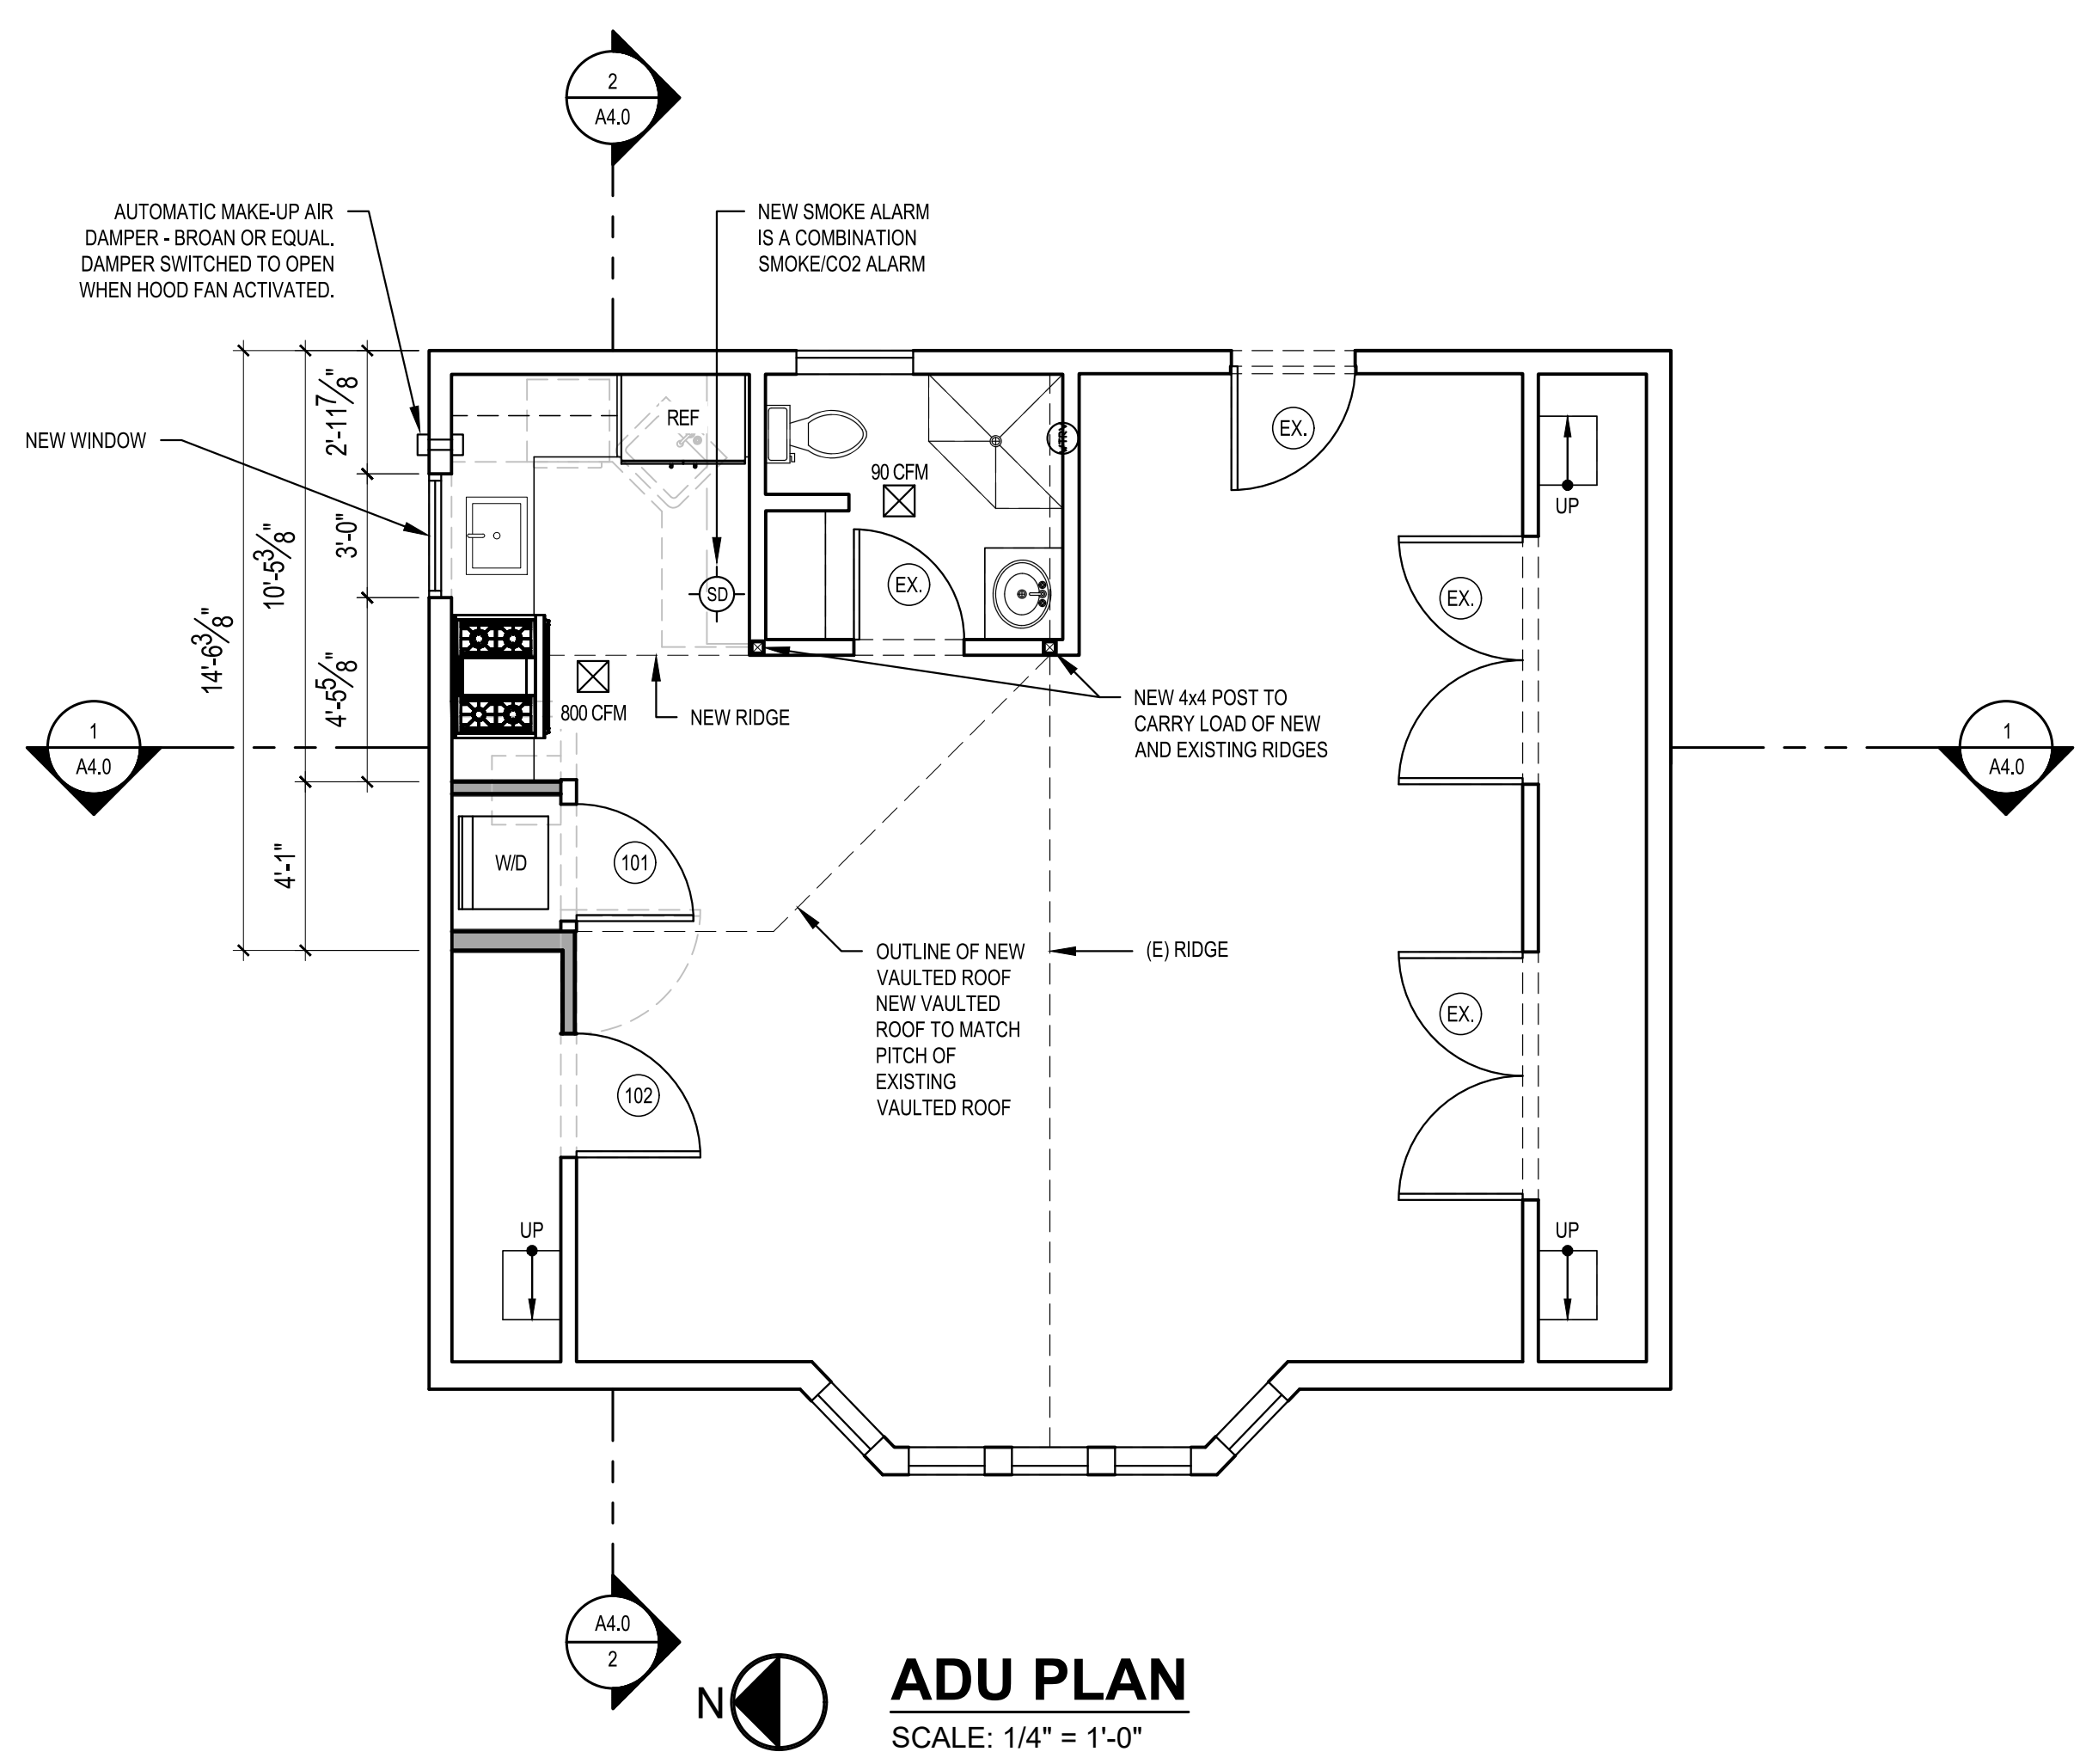 2
A4.0
AUTOMATIC MAKE-UP AIR
DAMPER - BROAN OR EQUAL.
DAMPER SWITCHED TO OPEN
WHEN HOOD FAN ACTIVATED.
NEW SMOKE ALARM
IS A COMBINATION
SMOKE/CO2 ALARM
NEW WINDOW
2'-11 7/8"
3'-0"
4'-5 5/8"
10'-5 3/8"
4'-1"
14'-6 3/8"
REF
90 CFM
EX.
UP
EX.
EX.
SD
800 CFM
NEW RIDGE
NEW 4x4 POST TO
CARRY LOAD OF NEW
AND EXISTING RIDGES
1
A4.0
1
A4.0
W/D
101
OUTLINE OF NEW
VAULTED ROOF
NEW VAULTED
ROOF TO MATCH
PITCH OF
EXISTING
VAULTED ROOF
(E) RIDGE
EX.
102
UP
UP
A4.0
2
N
ADU PLAN
SCALE: 1/4" = 1'-0"